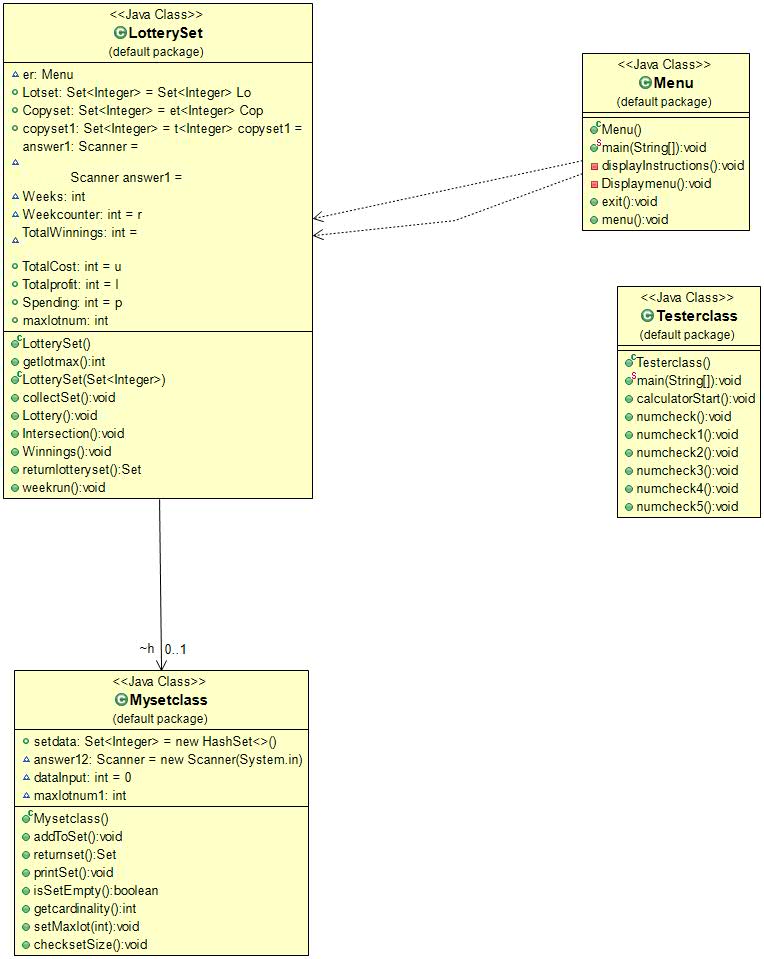 <<Java Class>>
LotterySet
(default package)
er: Menu
Lotset: Set<Integer> = Set<Integer> Lo
Copyset: Set<Integer> = et<Integer> Cop
copyset1: Set<Integer> = t<Integer> copyset1 =
answer1: Scanner =
Scanner answer1 =
Weeks: int
Weekcounter: int = r
TotalWinnings: int =
TotalCost: int = u
Totalprofit: int = l
Spending: int = p
maxlotnum: int
LotterySet()
getlotmax():int
LotterySet(Set<Integer>)
collectSet():void
Lottery():void
Intersection():void
Winnings():void
returnlotteryset():Set
weekrun():void
<<Java Class>>
Menu
(default package)
Menu()
main(String[]):void
displayInstructions():void
Displaymenu():void
exit():void
menu():void
<<Java Class>>
Testerclass
(default package)
Testerclass()
main(String[]):void
calculatorStart():void
numcheck():void
numcheck1():void
numcheck2():void
numcheck3():void
numcheck4():void
numcheck5():void
~h 0..1
<<Java Class>>
Mysetclass
(default package)
setdata: Set<Integer> = new HashSet<>()
answer12: Scanner = new Scanner(System.in)
dataInput: int = 0
maxlotnum1: int
Mysetclass()
addToSet():void
returnset():Set
printSet():void
isSetEmpty():boolean
getcardinality():int
setMaxlot(int):void
checksetSize():void